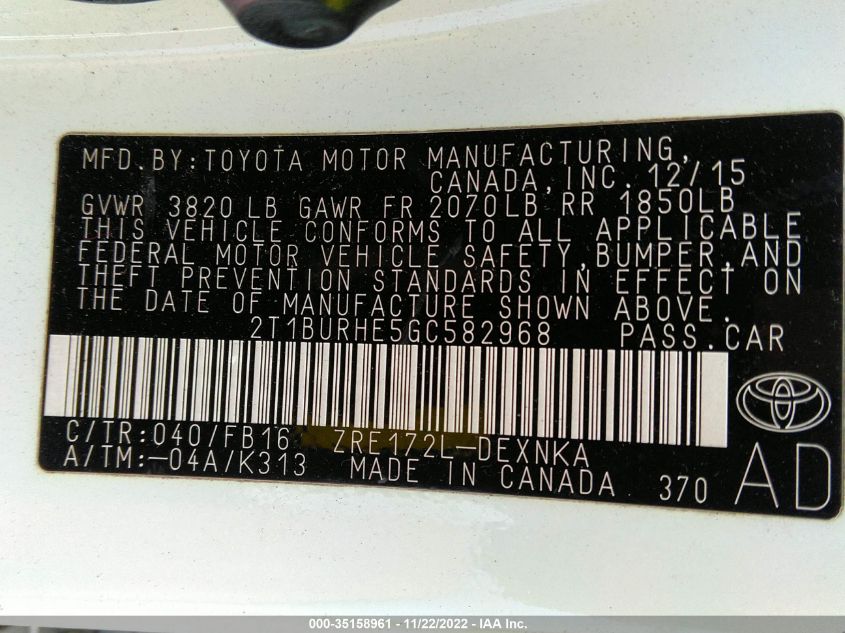 MFD. BY: TOYOTA MOTOR MANUFACTURING,
CANADA, INC. 12/15
GVWR 3820 LB GAWR FR 2070LB RR 1850LB
THIS VEHICLE CONFORMS TO ALL APPLICABLE
FEDERAL MOTOR VEHICLE SAFETY, BUMPER, AND
THEFT PREVENTION STANDARDS IN EFFECT ON
THE DATE OF MANUFACTURE SHOWN ABOVE.
2T1BURHE5GC582968 PASS. CAR
C/TR: 040/FB16 ZRE172L-DEXNKA
A/TM: -04A/K313 MADE IN CANADA 370 AD
000-35158961 - 11/22/2022 - IAA Inc.